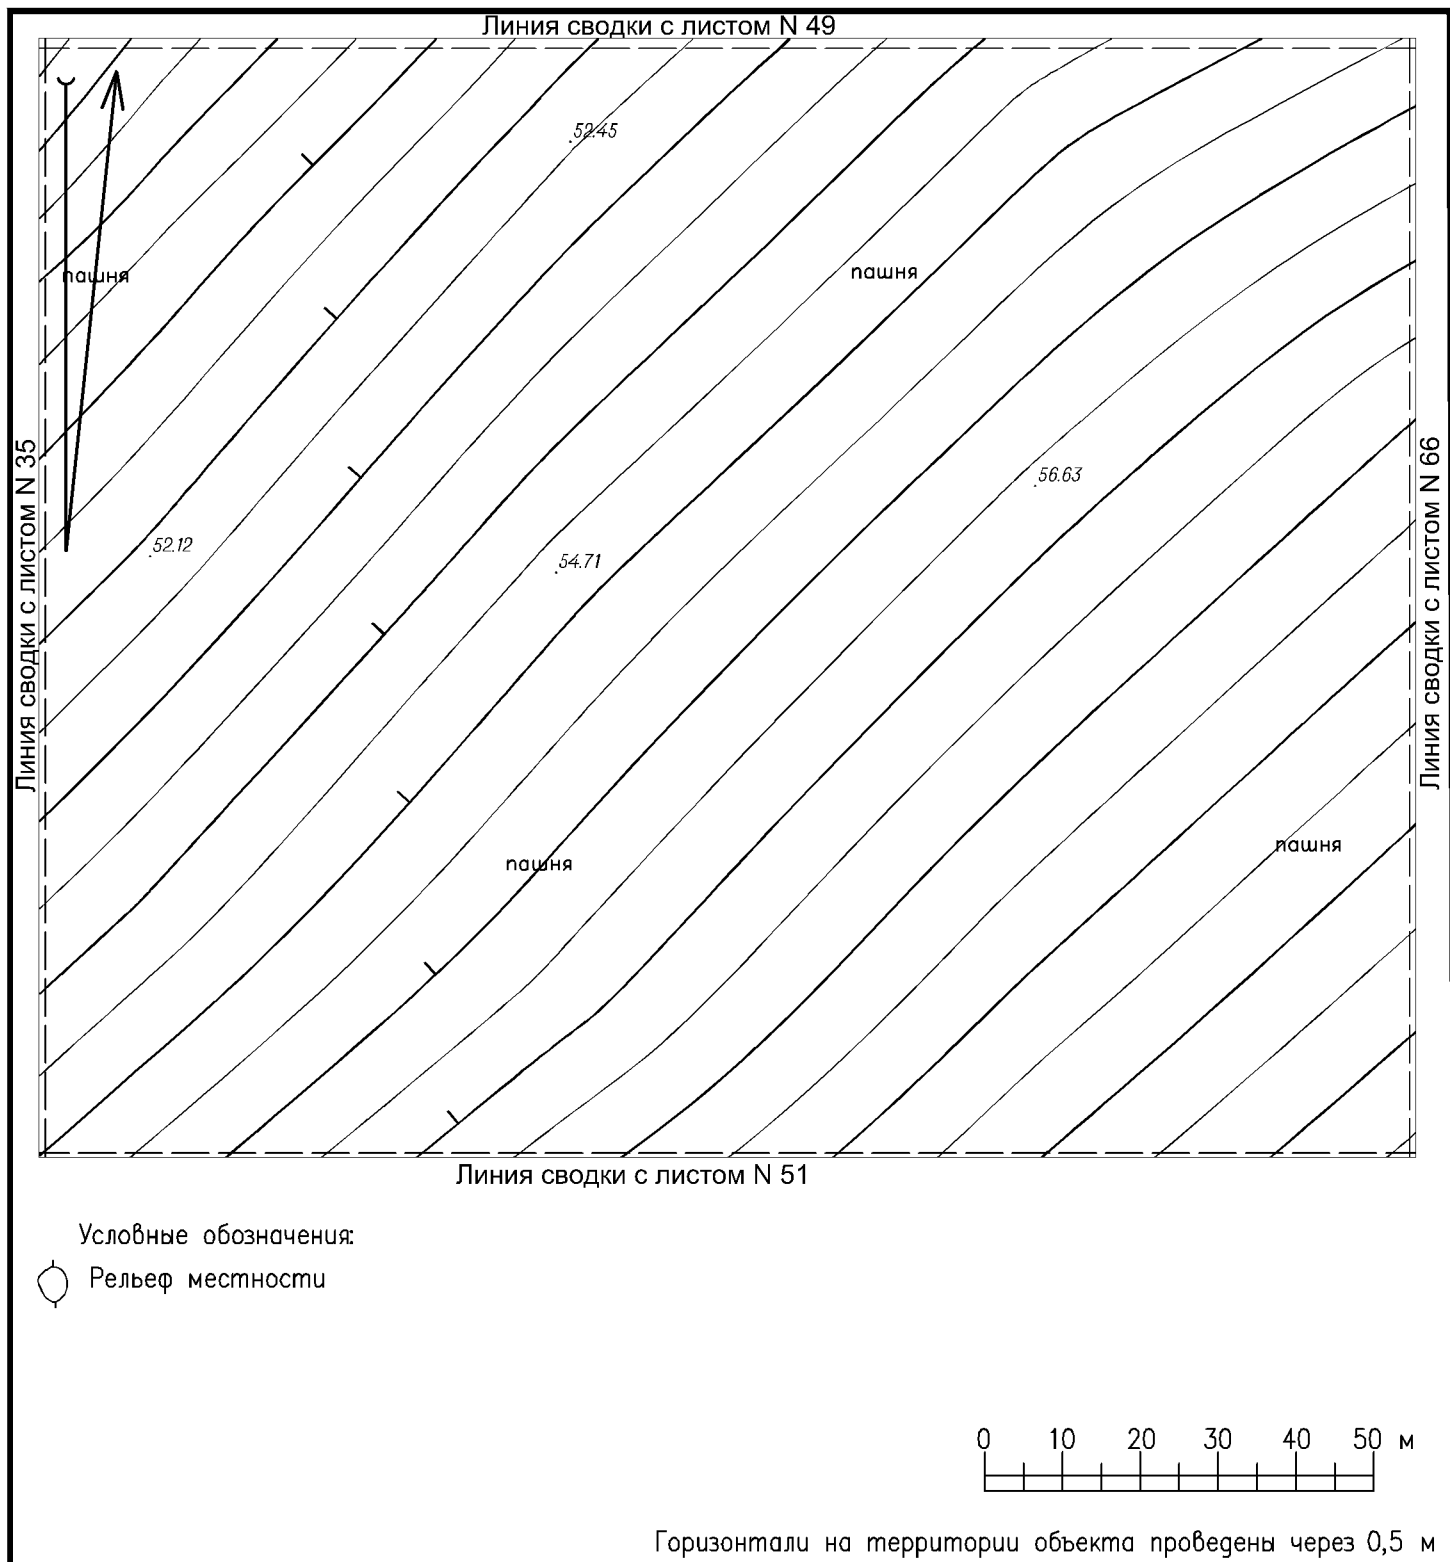 Линия сводки с листом N 49
52.45
пашня
пашня
Линия сводки с листом N 35
Линия сводки с листом N 66
56.63
52.12
54.71
пашня
пашня
Линия сводки с листом N 51
Условные обозначения:
Рельеф местности
0 10 20 30 40 50 м
Горизонтали на территории объекта проведены через 0,5 м